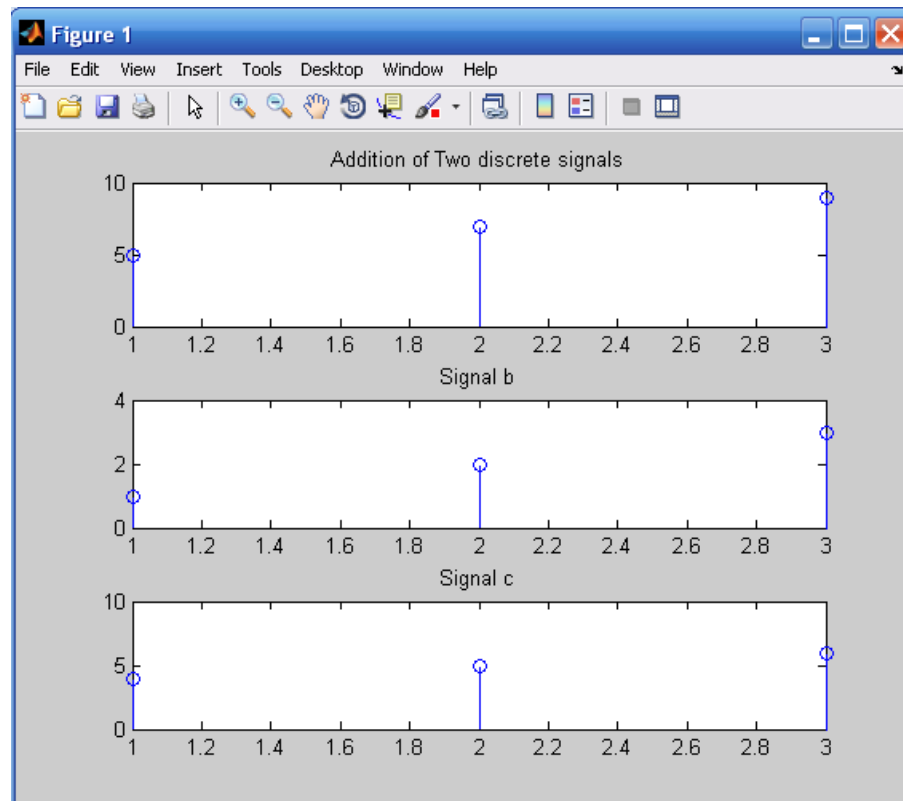 Figure 1
File Edit View Insert Tools Desktop Window Help
Addition of Two discrete signals
10
5
0
1 1.2 1.4 1.6 1.8 2 2.2 2.4 2.6 2.8 3
Signal b
4
2
0
1 1.2 1.4 1.6 1.8 2 2.2 2.4 2.6 2.8 3
Signal c
10
5
0
1 1.2 1.4 1.6 1.8 2 2.2 2.4 2.6 2.8 3